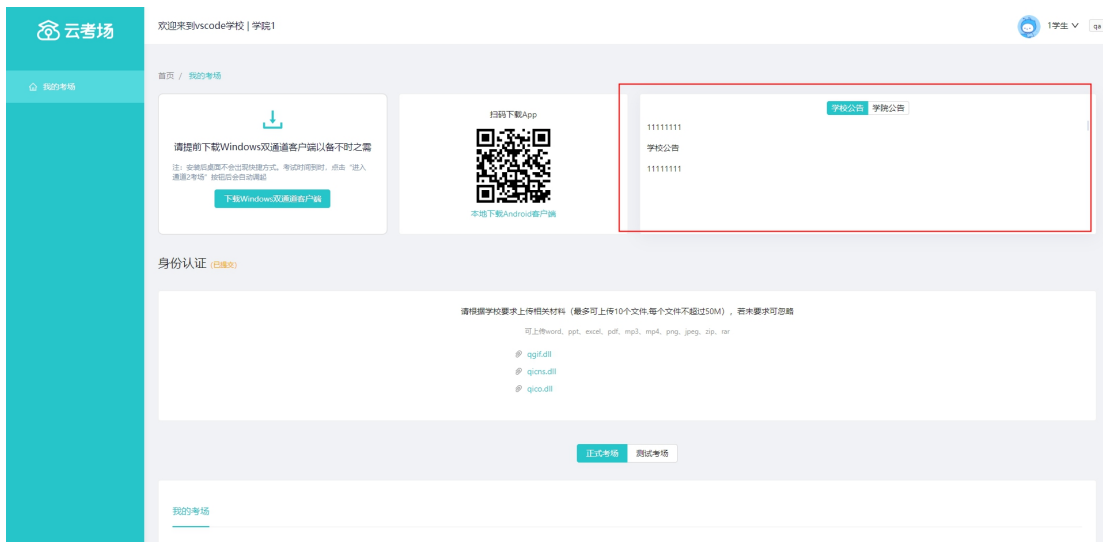 云考场
欢迎来到vscode学校 | 学院1
1学生
我的考场
首页 / 我的考场
请提前下载Windows双通道客户端以备不时之需
注：安装后桌面不会出现快捷方式。考试时间到时，点击“进入
通道2考场”按钮后会自动调起
下载Windows双通道客户端
扫码下载App
本地下载Android客户端
学校公告 学院公告
11111111
学校公告
11111111
身份认证 (已提交)
请根据学校要求上传相关材料（最多可上传10个文件,每个文件不超过50M），若未要求可忽略
可上传word、ppt、excel、pdf、mp3、mp4、png、jpeg、zip、rar
qgif.dll
qicns.dll
qico.dll
正式考场 测试考场
我的考场